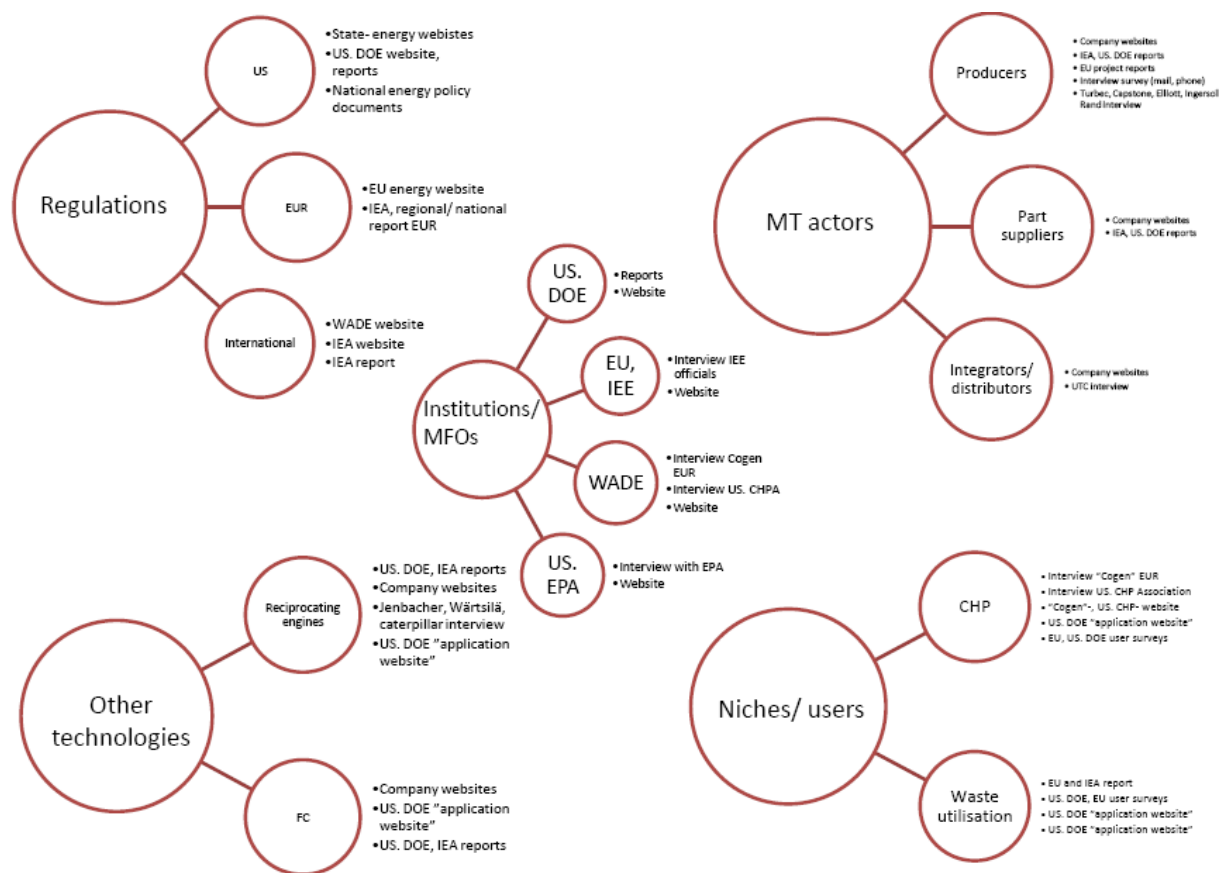 Regulations
US
•State- energy webistes
•US. DOE website,
reports
•National energy policy
documents
EUR
•EU energy website
•IEA, regional/ national
report EUR
International
•WADE website
•IEA website
•IEA report
MT actors
Producers
• Company websites
• IEA, US. DOE reports
• EU project reports
• Interview survey (mail, phone)
• Turbec, Capstone, Elliott, Ingersol
Rand Interview
Part
suppliers
• Company websites
• IEA, US. DOE reports
Integrators/
distributors
• Company websites
• UTC interview
Institutions/
MFOs
US.
DOE
•Reports
•Website
EU,
IEE
•Interview IEE
officials
•Website
WADE
•Interview Cogen
EUR
•Interview US. CHPA
•Website
US.
EPA
•Interview with EPA
•Website
Other
technologies
Reciprocating
engines
•US. DOE, IEA reports
•Company websites
•Jenbacher, Wärtsilä,
caterpillar interview
•US. DOE "application
website"
FC
•Company websites
•US. DOE "application
website"
•US. DOE, IEA reports
Niches/ users
CHP
• Interview "Cogen" EUR
• Interview US. CHP Association
• "Cogen"-, US. CHP- website
• US. DOE "application website"
• EU, US. DOE user surveys
Waste
utilisation
• EU and IEA report
• US. DOE, EU user surveys
• US. DOE "application website"
• US. DOE "application website"